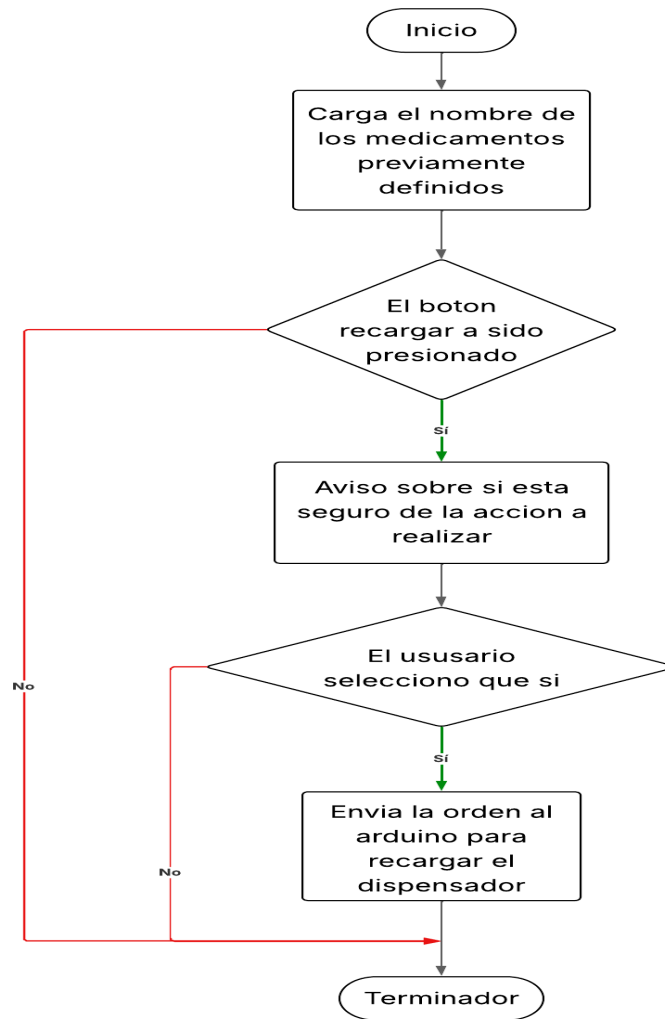 Inicio
Carga el nombre de
los medicamentos
previamente
definidos
El boton
recargar a sido
presionado
Sí
Aviso sobre si esta
seguro de la accion a
realizar
El ususario
selecciono que si
No
Sí
Envia la orden al
arduino para
recargar el
dispensador
No
Terminador